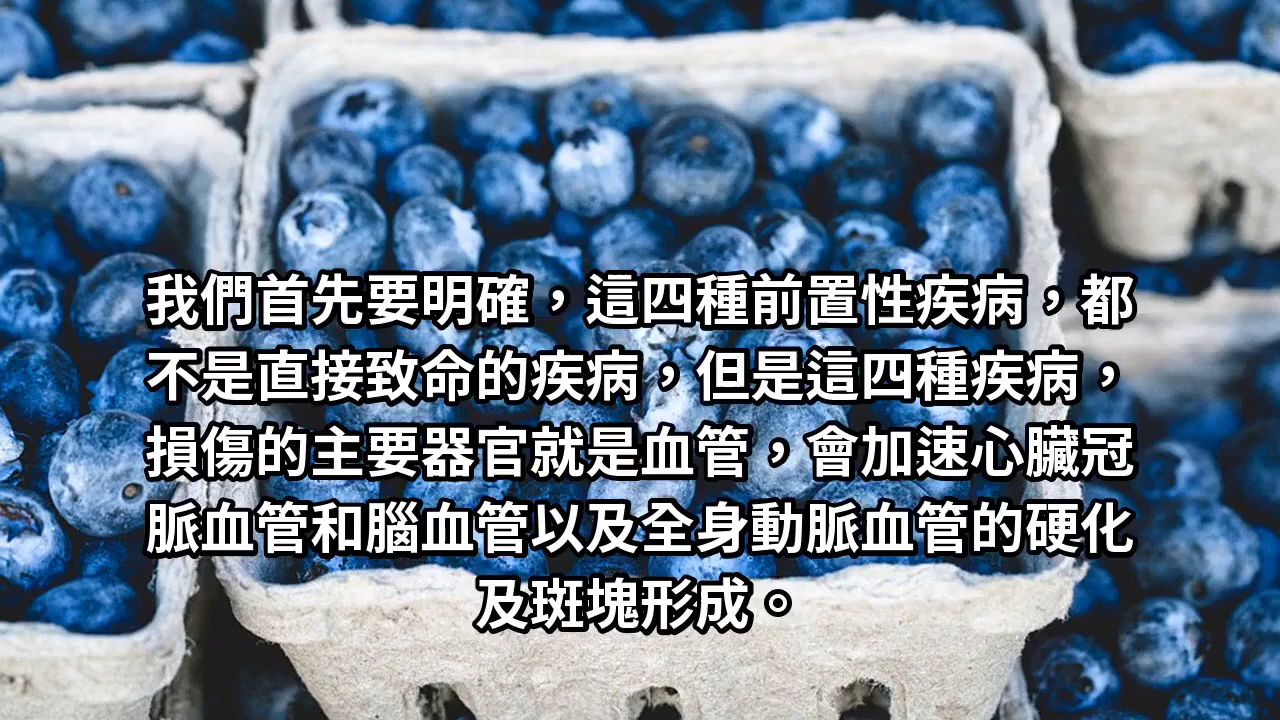 我們首先要明確，這四種前置性疾病，都
不是直接致命的疾病，但是這四種疾病，
損傷的主要器官就是血管，會加速心臟冠
脈血管和腦血管以及全身動脈血管的硬化
及斑塊形成。